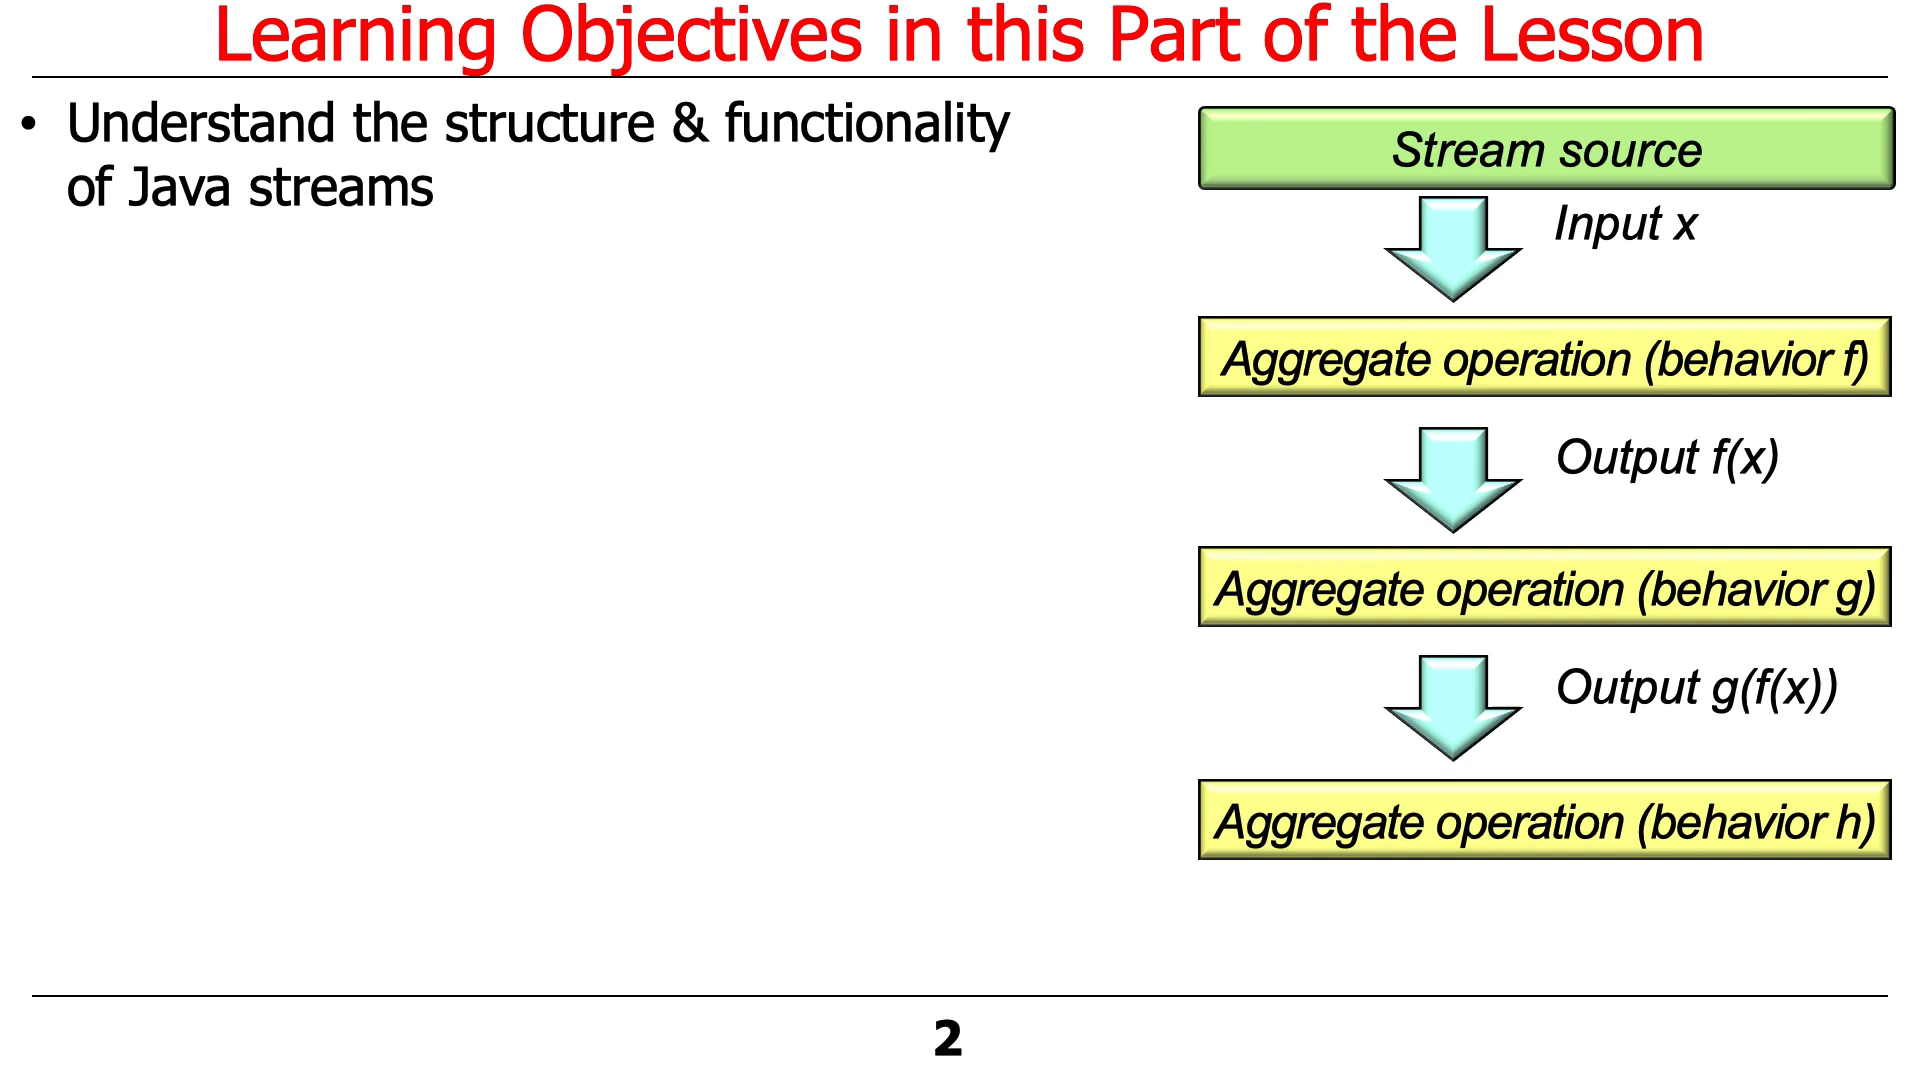 Learning Objectives in this Part of the Lesson
• Understand the structure & functionality
of Java streams
Stream source
Input x
Aggregate operation (behavior f)
Output f(x)
Aggregate operation (behavior g)
Output g(f(x))
Aggregate operation (behavior h)
2